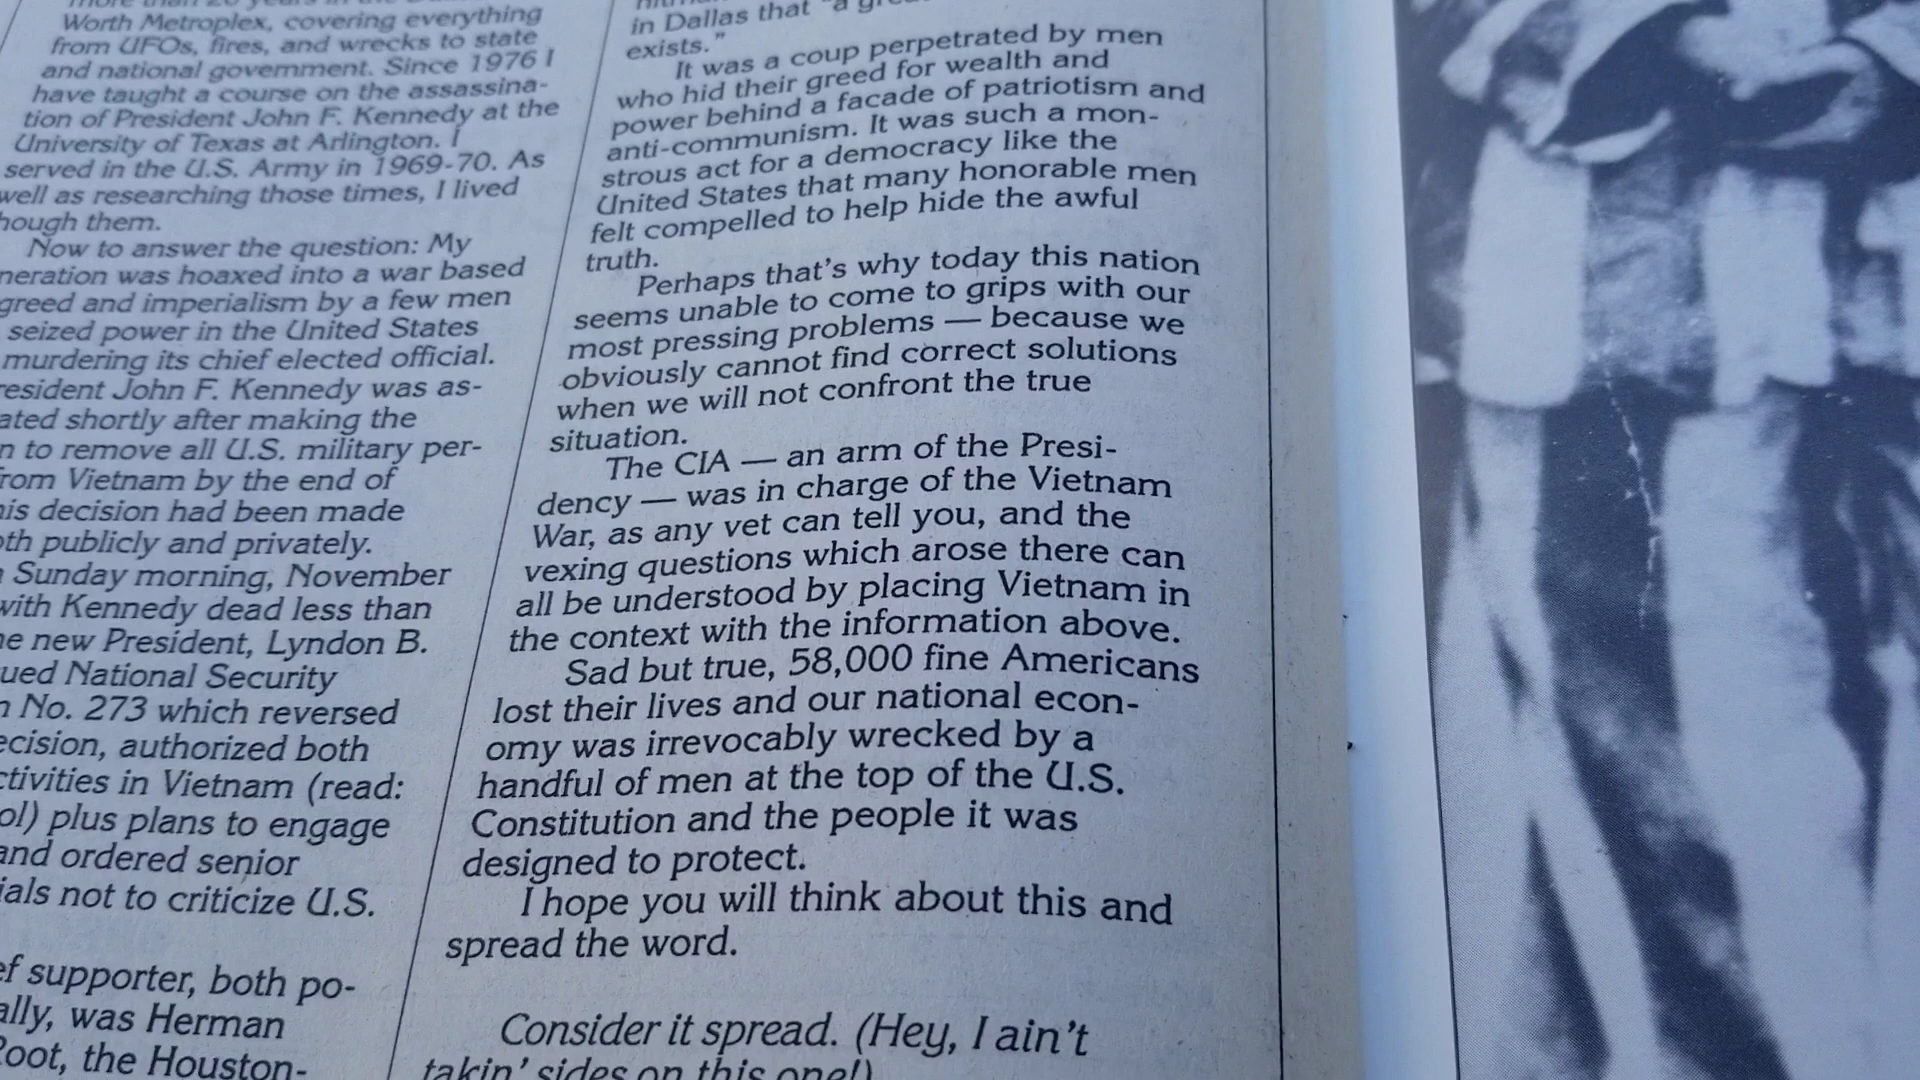 Worth Metroplex, covering everything
from UFOs, fires, and wrecks to state
and national government. Since 1976 I
have taught a course on the assassina-
tion of President John F. Kennedy at the
University of Texas at Arlington. I
served in the U.S. Army in 1969-70. As
well as researching those times, I lived
hough them.
Now to answer the question: My
neration was hoaxed into a war based
greed and imperialism by a few men
seized power in the United States
murdering its chief elected official.
resident John F. Kennedy was as-
ated shortly after making the
n to remove all U.S. military per-
rom Vietnam by the end of
his decision had been made
oth publicly and privately.
Sunday morning, November
with Kennedy dead less than
he new President, Lyndon B.
ued National Security
n No. 273 which reversed
ecision, authorized both
ctivities in Vietnam (read:
ol) plus plans to engage
and ordered senior
ials not to criticize U.S.
ef supporter, both po-
ally, was Herman
Root, the Houston-
in Dallas that
exists."
It was a coup perpetrated by men
who hid their greed for wealth and
power behind a facade of patriotism and
anti-communism. It was such a mon-
strous act for a democracy like the
United States that many honorable men
felt compelled to help hide the awful
truth.
Perhaps that's why today this nation
seems unable to come to grips with our
most pressing problems — because we
obviously cannot find correct solutions
when we will not confront the true
situation.
The CIA — an arm of the Presi-
dency — was in charge of the Vietnam
War, as any vet can tell you, and the
vexing questions which arose there can
all be understood by placing Vietnam in
the context with the information above.
Sad but true, 58,000 fine Americans
lost their lives and our national econ-
omy was irrevocably wrecked by a
handful of men at the top of the U.S.
Constitution and the people it was
designed to protect.
I hope you will think about this and
spread the word.
Consider it spread. (Hey, I ain't
takin' sides on this one!)